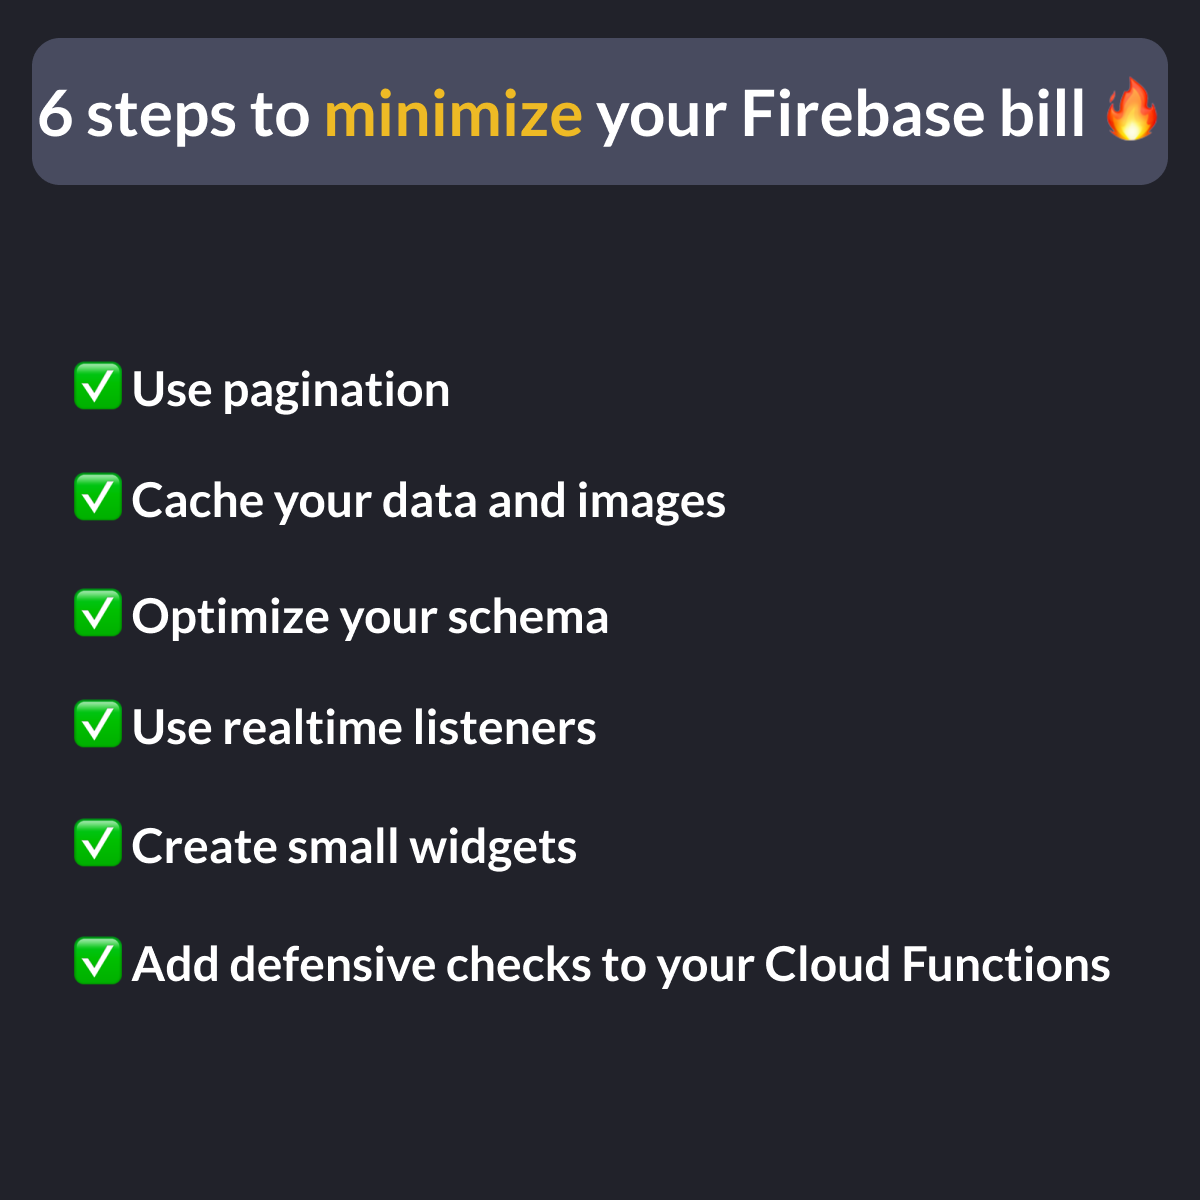 6 steps to minimize your Firebase bill 🔥
✅ Use pagination
✅ Cache your data and images
✅ Optimize your schema
✅ Use realtime listeners
✅ Create small widgets
✅ Add defensive checks to your Cloud Functions